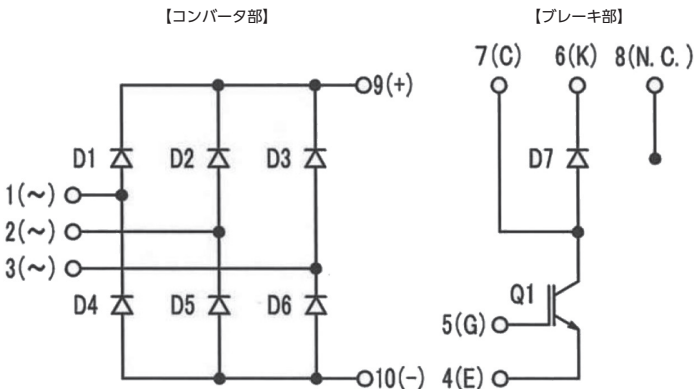 【コンバータ部】
【ブレーキ部】
7(C) 6(K) 8(N.C.)
9(+)
D1 D2 D3
D7
1(~)
2(~)
3(~)
D4 D5 D6
Q1
5(G)
10(-)
4(E)